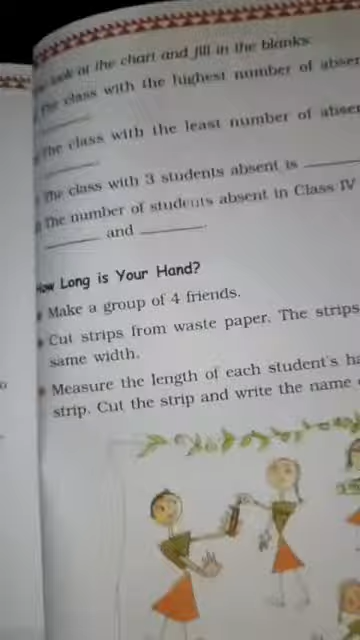 look at the chart and fill in the blanks:
The class with the highest number of
The class with the least number of
The class with 3 students absent is
The number of students absent in Class IV
and .
How Long is Your Hand?
Make a group of 4 friends.
Cut strips from waste paper. The strips
same width.
Measure the length of each student's
strip. Cut the strip and write the name